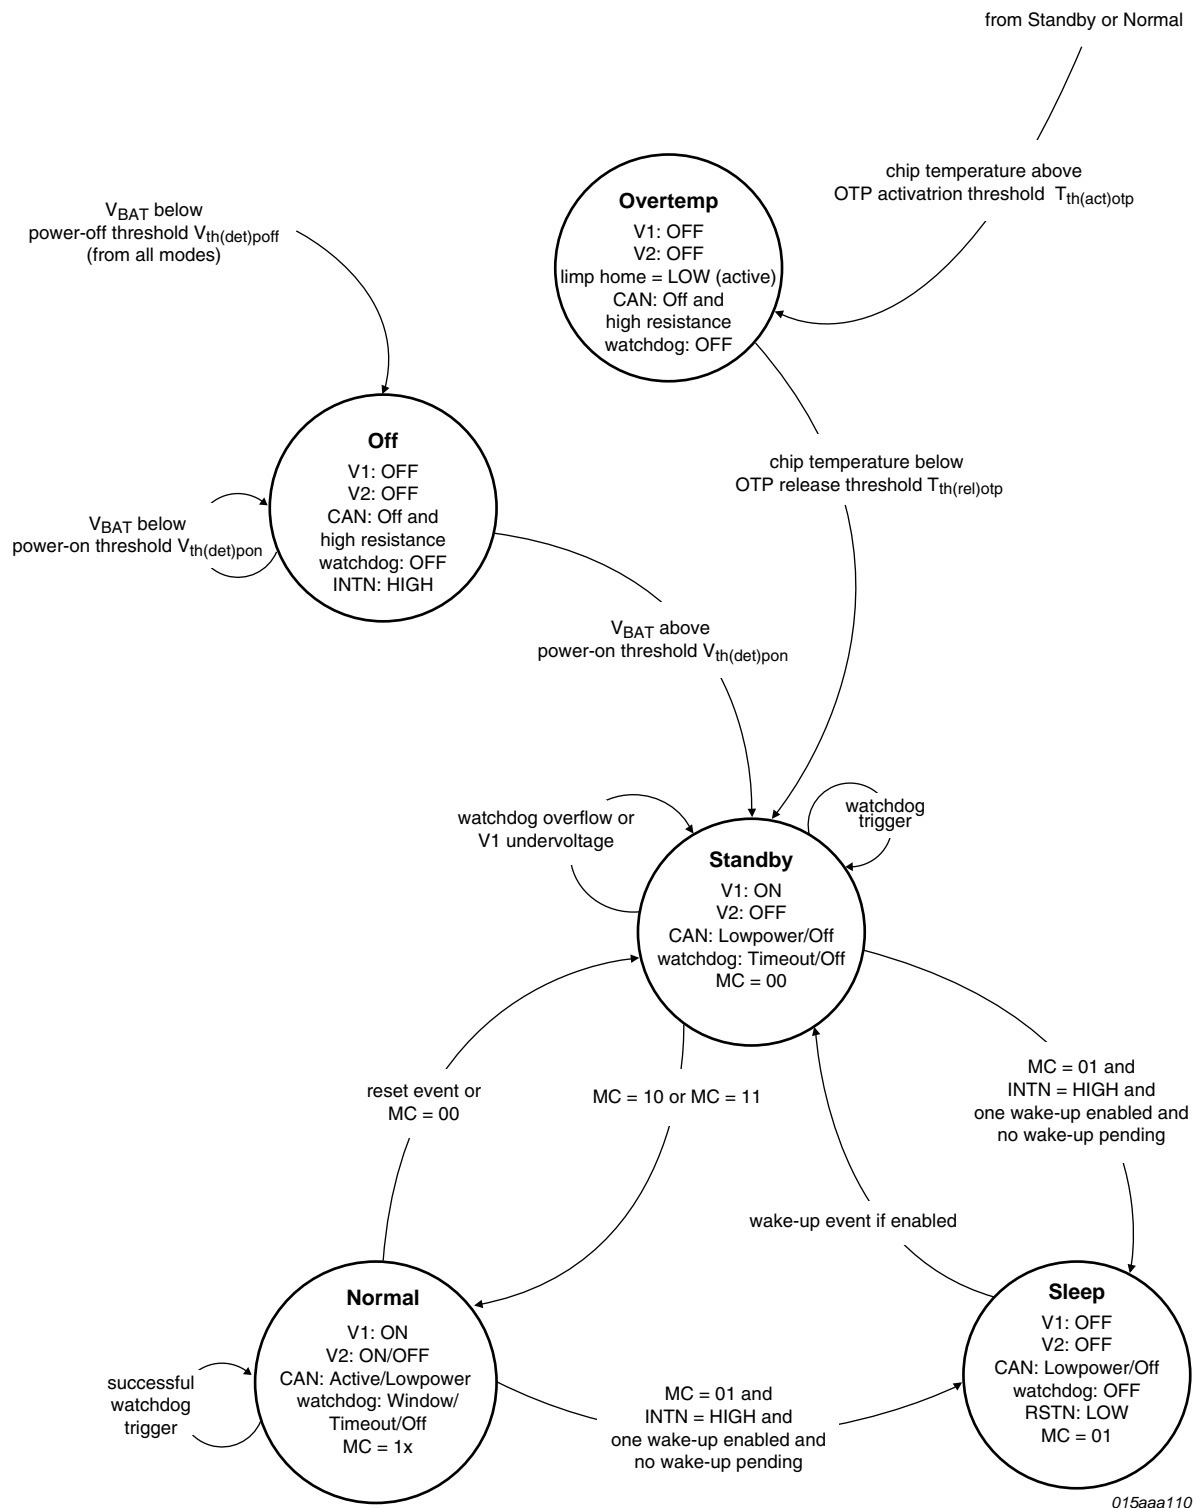 from Standby or Normal
chip temperature above
OTP activatrion threshold Tth(act)otp
Overtemp
V1: OFF
V2: OFF
limp home = LOW (active)
CAN: Off and
high resistance
watchdog: OFF
VBAT below
power-off threshold Vth(det)poff
(from all modes)
Off
V1: OFF
V2: OFF
CAN: Off and
high resistance
watchdog: OFF
INTN: HIGH
VBAT below
power-on threshold Vth(det)pon
chip temperature below
OTP release threshold Tth(rel)otp
VBAT above
power-on threshold Vth(det)pon
watchdog overflow or
V1 undervoltage
watchdog
trigger
Standby
V1: ON
V2: OFF
CAN: Lowpower/Off
watchdog: Timeout/Off
MC = 00
reset event or
MC = 00
MC = 10 or MC = 11
MC = 01 and
INTN = HIGH and
one wake-up enabled and
no wake-up pending
wake-up event if enabled
Normal
V1: ON
V2: ON/OFF
CAN: Active/Lowpower
watchdog: Window/
Timeout/Off
MC = 1x
successful
watchdog
trigger
MC = 01 and
INTN = HIGH and
one wake-up enabled and
no wake-up pending
Sleep
V1: OFF
V2: OFF
CAN: Lowpower/Off
watchdog: OFF
RSTN: LOW
MC = 01
015aaa110